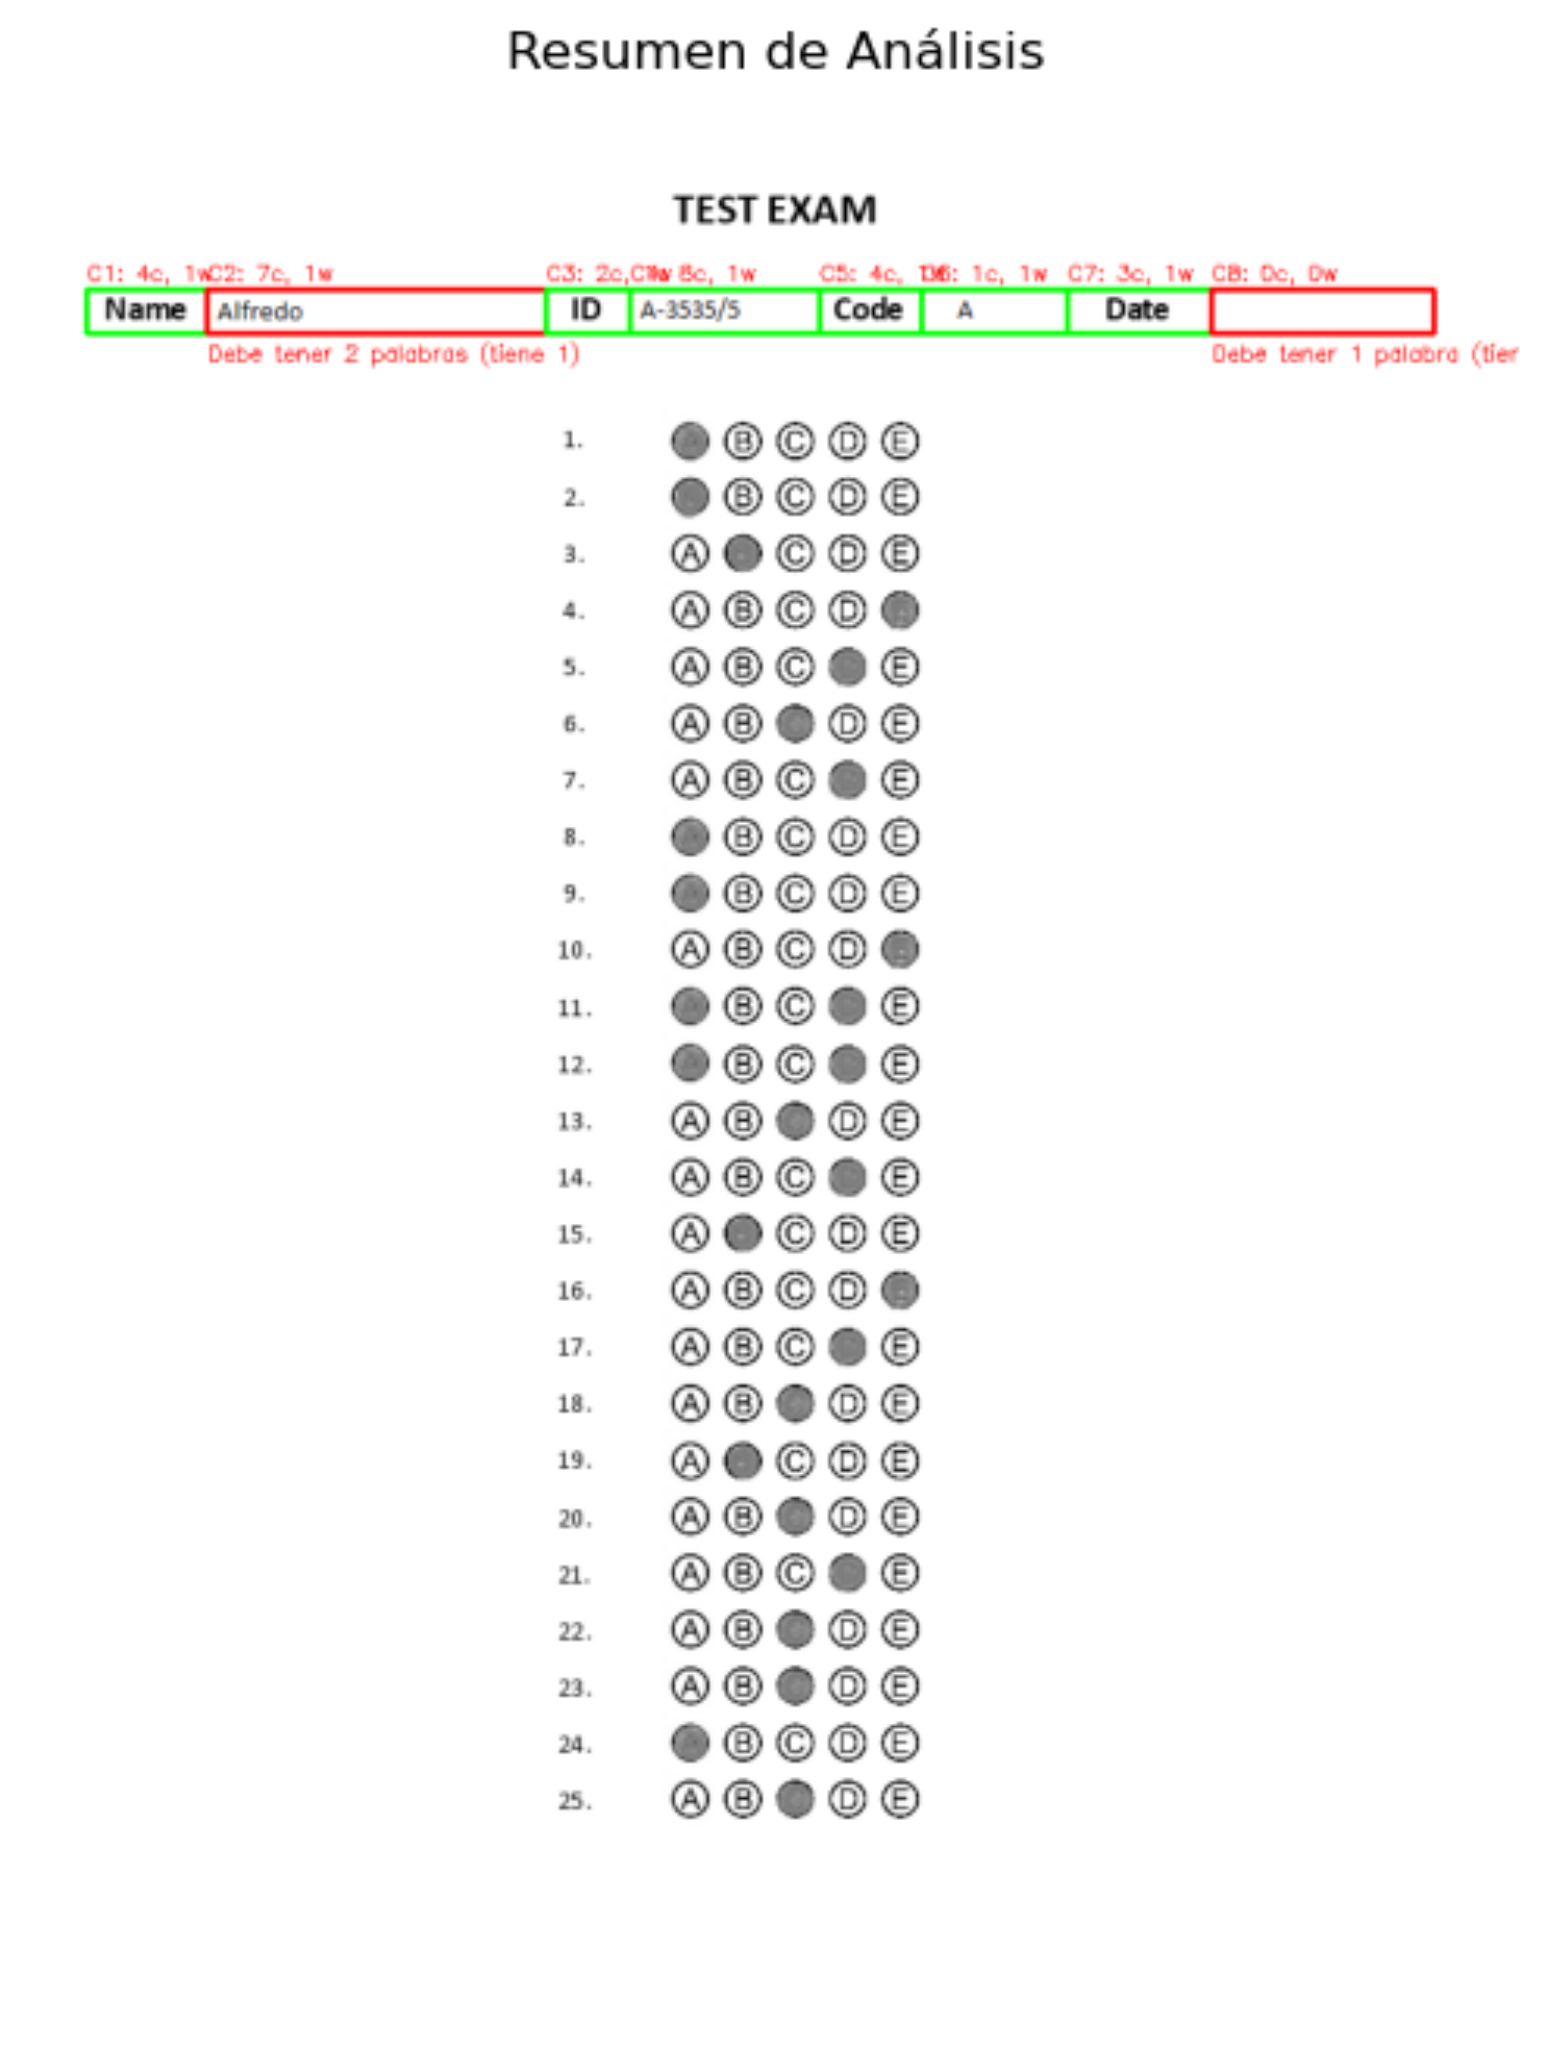 Resumen de Análisis
TEST EXAM
C1: 4c, 1w C2: 7c, 1w C3: 2c, 8c, 1w C5: 4c, C6: 1c, 1w C7: 3c, 1w C8: 0c, 0w
Name Alfredo ID A-3535/5 Code A Date
Debe tener 2 palabras (tiene 1) Debe tener 1 palabra (tier
1. B C D E
2. B C D E
3. A C D E
4. A B C D
5. A B C E
6. A B D E
7. A B C E
8. B C D E
9. B C D E
10. A B C D
11. B C E
12. B C E
13. A B D E
14. A B C E
15. A C D E
16. A B C D
17. A B C E
18. A B D E
19. A C D E
20. A B D E
21. A B C E
22. A B D E
23. A B D E
24. B C D E
25. A B D E